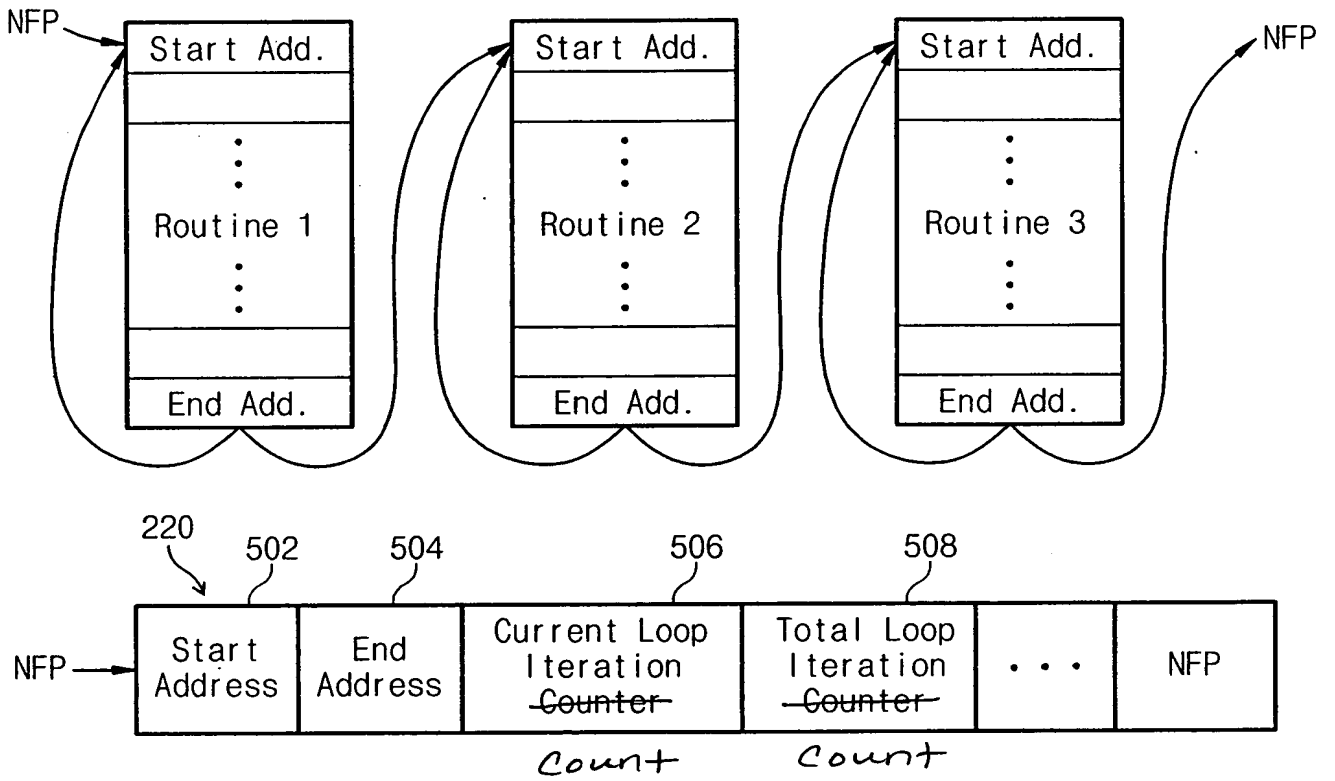 NFP
Start Add.
Routine 1
End Add.
Start Add.
Routine 2
End Add.
Start Add.
Routine 3
End Add.
NFP
220
502
504
506
508
NFP
Start
Address
End
Address
Current Loop
Iteration
Counter
Count
Total Loop
Iteration
Counter
Count
NFP